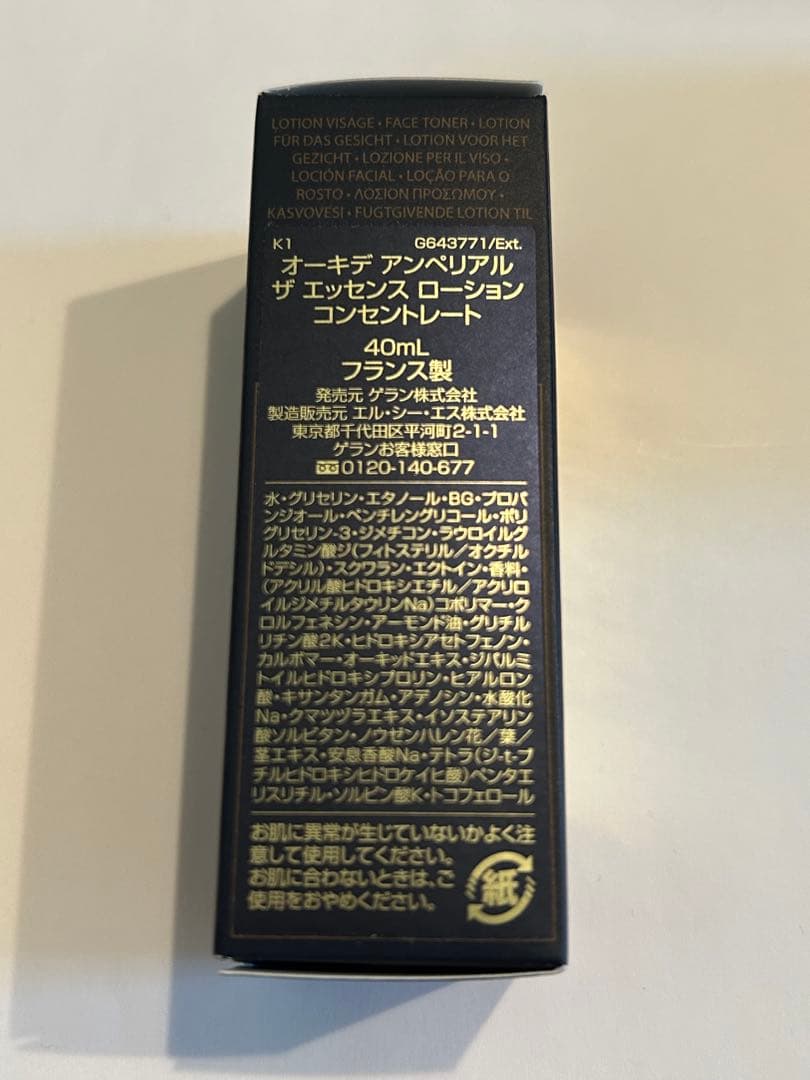 LOTION VISAGE • FACE TONER • LOTION
FÜR DAS GESICHT • LOTION VOOR HET
GEZICHT • LOZIONE PER IL VISO •
LOCIÓN FACIAL • LOÇÃO PARA O
ROSTO • ΛΟΣΙΟΝ ΠΡΟΣΩΜΟΥ •
KASVOVESI • FUGTGIVENDE LOTION TIL
K1 G643771/Ext.
オーキデ アンペリアル
ザ エッセンス ローション
コンセントレート
40mL
フランス製
発売元 ゲラン株式会社
製造販売元 エル・シー・エス株式会社
東京都千代田区平河町2-1-1
ゲランお客様窓口
0120-140-677
水・グリセリン・エタノール・BG・プロパ
ンジオール・ペンチレングリコール・ポリ
グリセリン-3・ジメチコン・ラウロイルグ
ルタミン酸ジ(フィトステリル/オクチル
ドデシル)・スクワラン・エクトイン・香料・
(アクリル酸ヒドロキシエチル/アクリロ
イルジメチルタウリンNa)コポリマー・ク
ロルフェネシン・アーモンド油・グリチル
リチン酸2K・ヒドロキシアセトフェノン・
カルボマー・オーキッドエキス・ジパルミ
トイルヒドロキシプロリン・ヒアルロン
酸・キサンタンガム・アデノシン・水酸化
Na・クマツヅラエキス・イソステアリン
酸ソルビタン・ノウゼンハレン花/葉/
茎エキス・安息香酸Na・テトラ(ジ-t-ブ
チルヒドロキシヒドロケイヒ酸)ペンタエ
リスリチル・ソルビン酸K・トコフェロール
お肌に異常が生じていないかよく注
意して使用してください。
お肌に合わないときは、ご
使用をおやめください。
紙